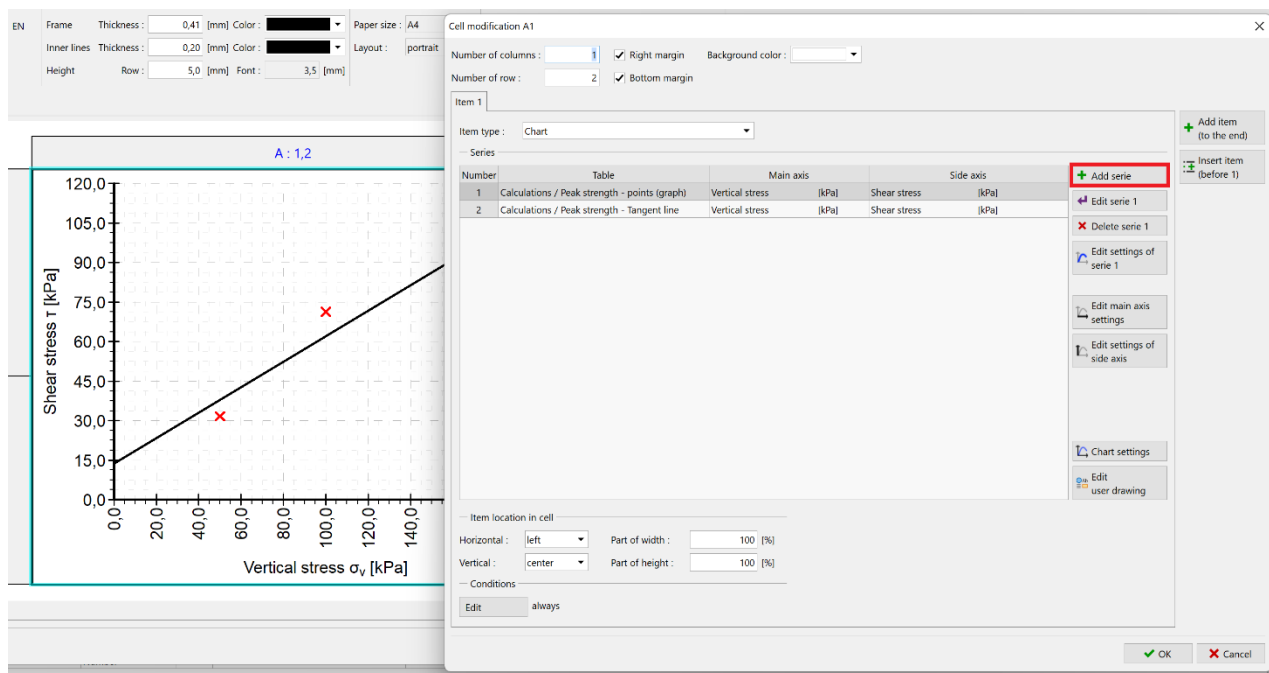 EN
Frame Thickness : 0,41 [mm] Color : Paper size : A4
Inner lines Thickness : 0,20 [mm] Color : Layout : portrait
Height Row : 5,0 [mm] Font : 3,5 [mm]
A : 1,2
120,0
105,0
90,0
75,0
60,0
45,0
30,0
15,0
0,0
Shear stress τ [kPa]
0,0 20,0 40,0 60,0 80,0 100,0 120,0 140,0
Vertical stress σv [kPa]
Cell modification A1
Number of columns : 1 Right margin Background color :
Number of row : 2 Bottom margin
Item 1
Item type : Chart
Series
Number Table Main axis Side axis
1 Calculations / Peak strength - points (graph) Vertical stress [kPa] Shear stress [kPa]
2 Calculations / Peak strength - Tangent line Vertical stress [kPa] Shear stress [kPa]
Add serie
Edit serie 1
Delete serie 1
Edit settings of
serie 1
Edit main axis
settings
Edit settings of
side axis
Chart settings
Edit
user drawing
Add item
(to the end)
Insert item
(before 1)
Item location in cell
Horizontal : left Part of width : 100 [%]
Vertical : center Part of height : 100 [%]
Conditions
Edit always
OK Cancel